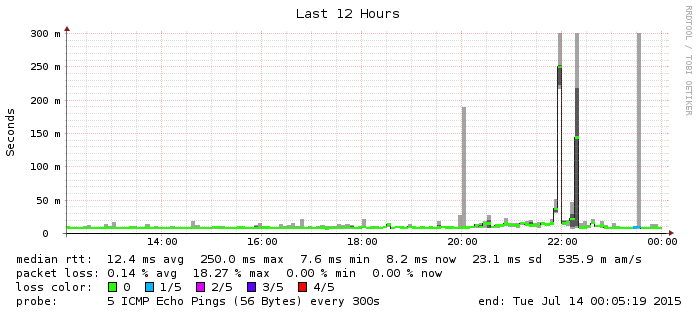 Last 12 Hours
RRDTOOL / TOBI OETIKER
Seconds
300 m
250 m
200 m
150 m
100 m
50 m
0
14:00 16:00 18:00 20:00 22:00 00:00
median rtt: 12.4 ms avg 250.0 ms max 7.6 ms min 8.2 ms now 23.1 ms sd 535.9 m am/s
packet loss: 0.14 % avg 18.27 % max 0.00 % min 0.00 % now
loss color: 0 1/5 2/5 3/5 4/5
probe: 5 ICMP Echo Pings (56 Bytes) every 300s end: Tue Jul 14 00:05:19 2015